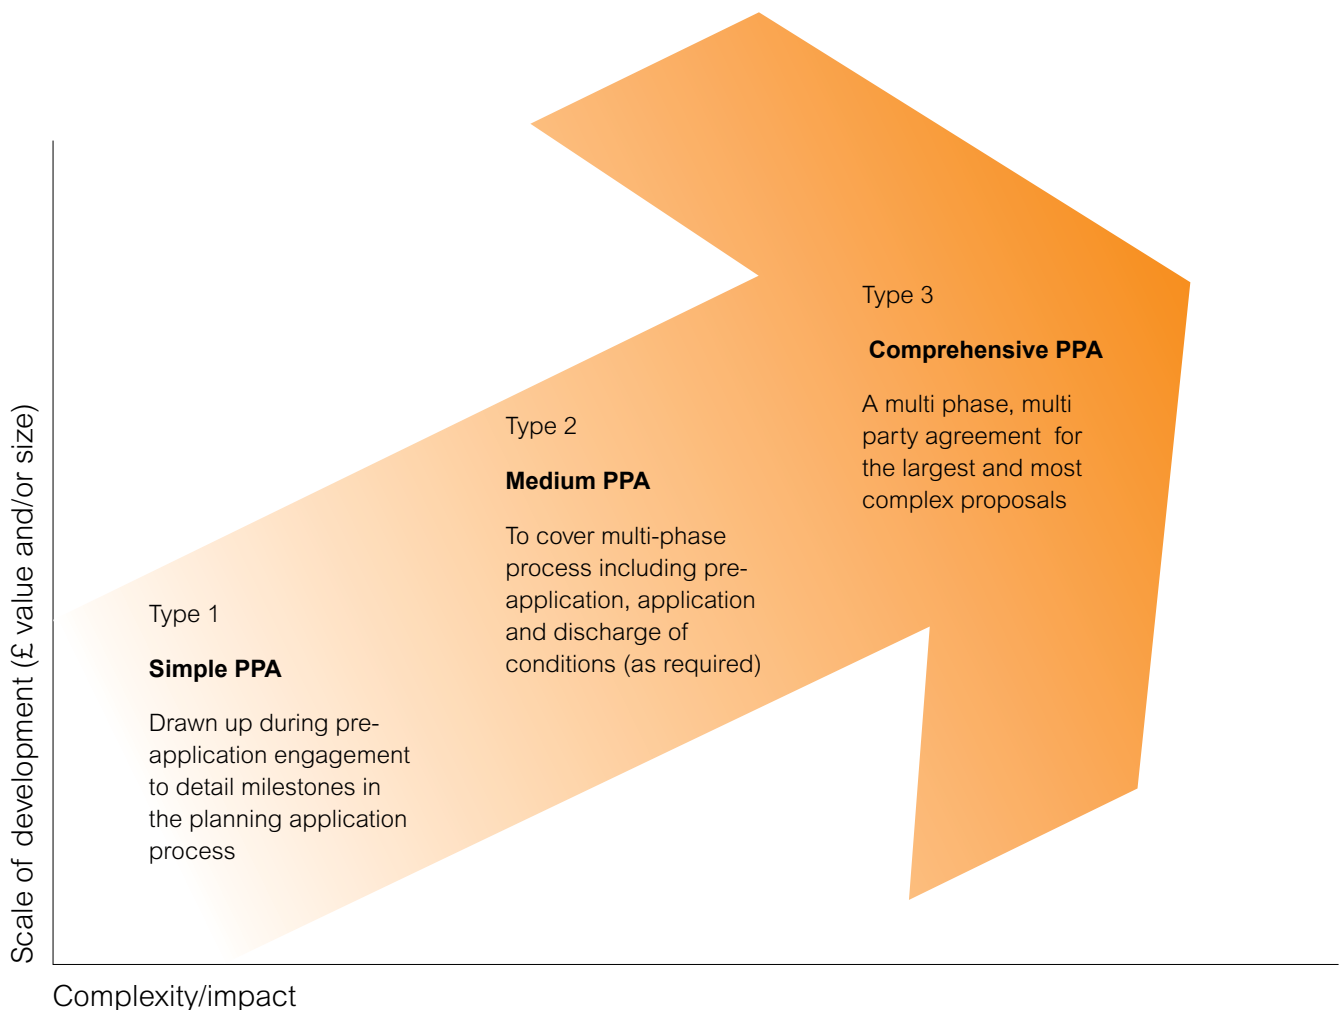 Scale of development (£ value and/or size)
Type 1
Simple PPA
Drawn up during pre-
application engagement
to detail milestones in
the planning application
process
Type 2
Medium PPA
To cover multi-phase
process including pre-
application, application
and discharge of
conditions (as required)
Type 3
Comprehensive PPA
A multi phase, multi
party agreement for
the largest and most
complex proposals
Complexity/impact